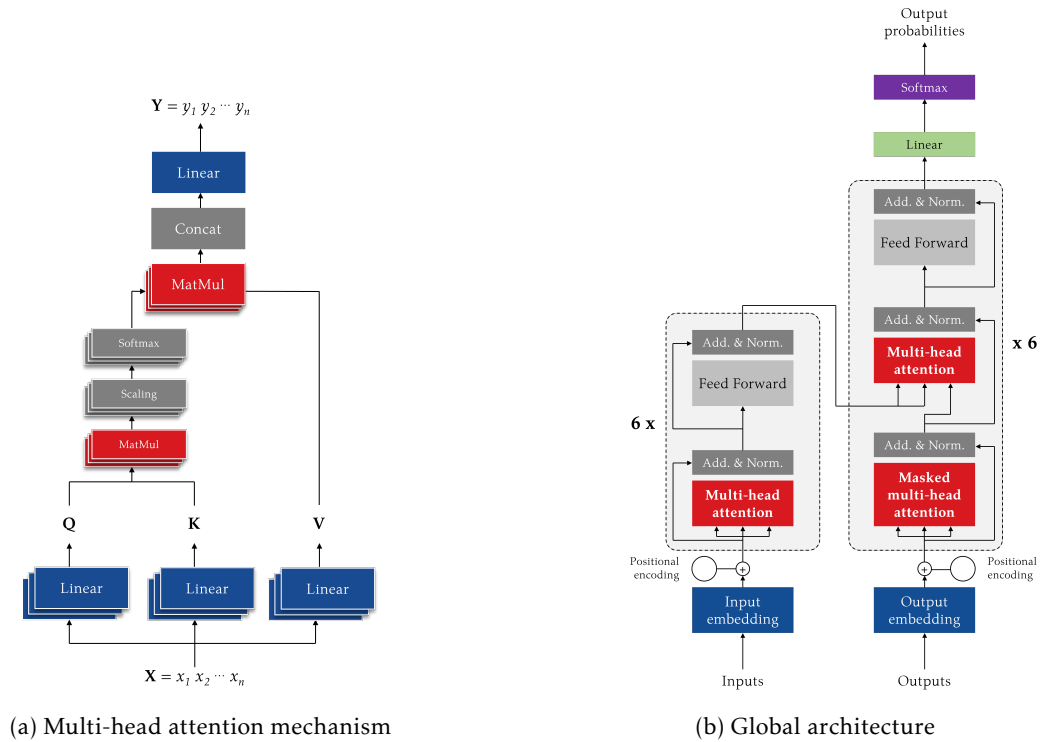 Y = y1 y2 ... yn
Linear
Concat
MatMul
Softmax
Scaling
MatMul
Q
K
V
Linear
Linear
Linear
X = x1 x2 ... xn
(a) Multi-head attention mechanism
Output
probabilities
Softmax
Linear
Add. & Norm.
Feed Forward
Add. & Norm.
Multi-head
attention
x 6
Add. & Norm.
Masked
multi-head
attention
Add. & Norm.
Feed Forward
6 x
Add. & Norm.
Multi-head
attention
Positional
encoding
+
Input
embedding
Inputs
+
Positional
encoding
Output
embedding
Outputs
(b) Global architecture